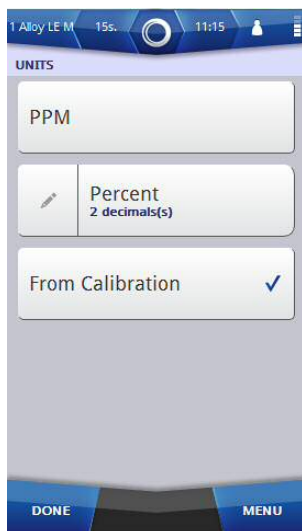 1 Alloy LE M 15s. 11:15
UNITS
PPM
Percent
2 decimals(s)
From Calibration
DONE MENU